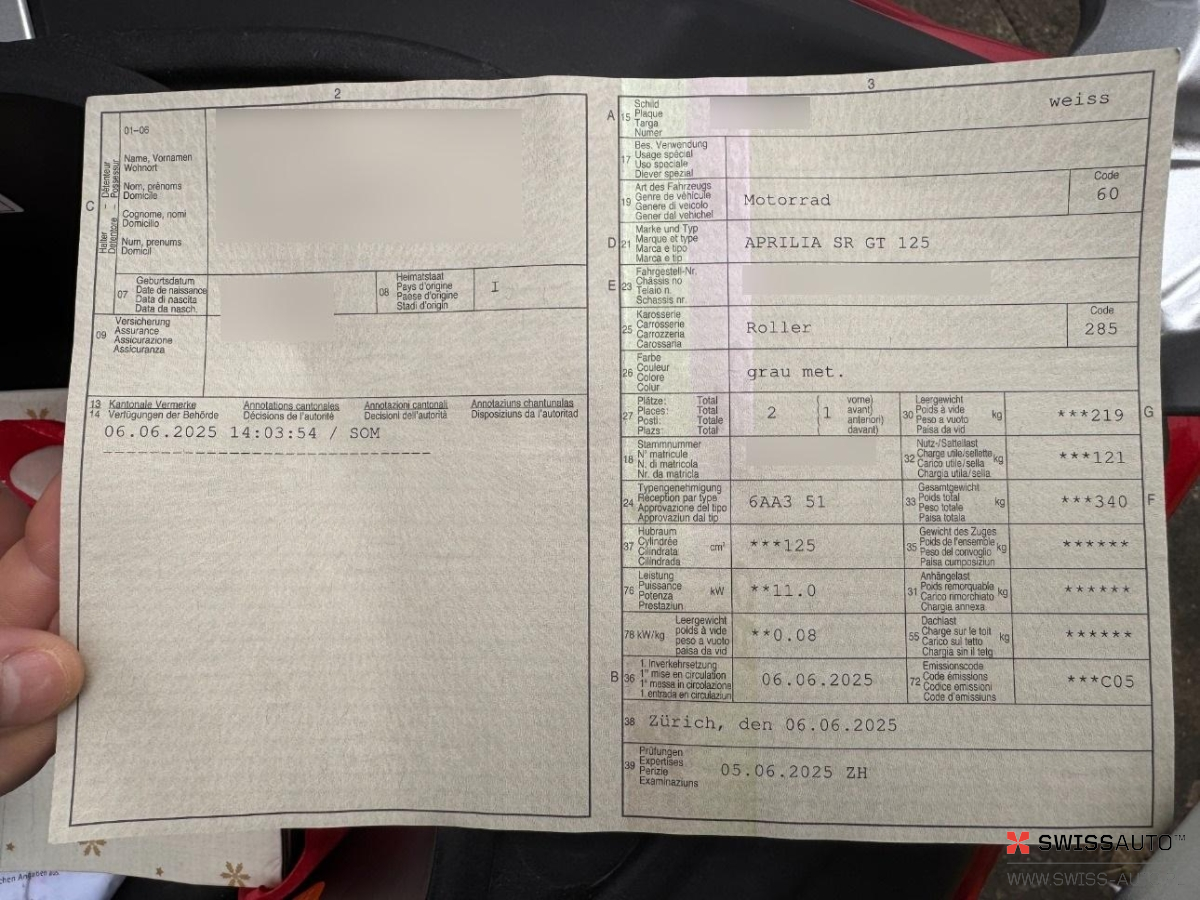 2
01-06
C
Halter - Détenteur
Detentore - Possessur
Name, Vornamen
Wohnort
Nom, prénoms
Domicile
Cognome, nomi
Domicilio
Num, prenums
Domicil
07 Geburtsdatum
Date de naissance
Data di nascita
Data da nasch.
08 Heimatstaat
Pays d'origine
Paese d'origine
Stadi d'origin
I
09 Versicherung
Assurance
Assicurazione
Assicuranza
13 Kantonale Vermerke Annotations cantonales Annotazioni cantonali Annotaziuns chantunalas
14 Verfügungen der Behörde Décisions de l'autorité Decisioni dell'autorità Disposiziuns da l'autoritad
06.06.2025 14:03:54 / SOM
3
A 15 Schild
Plaque
Targa
Numer
weiss
17 Bes. Verwendung
Usage spécial
Uso speciale
Diever spezial
19 Art des Fahrzeugs
Genre de véhicule
Genere di veicolo
Gener dal vehichel
Motorrad
Code
60
D 21 Marke und Typ
Marque et type
Marca e tipo
Marca e tip
APRILIA SR GT 125
E 23 Fahrgestell-Nr.
Châssis no
Telaio n.
Schassis nr.
25 Karosserie
Carrosserie
Carrozzeria
Carossaria
Roller
Code
285
26 Farbe
Couleur
Colore
Colur
grau met.
27 Plätze: Total
Places: Total
Posti: Totale
Plazs: Total
2
( vorne)
1 avant)
anteriori)
davant)
30 Leergewicht
Poids à vide
Peso a vuoto
Paisa da vid
kg
***219
G
18 Stammnummer
N° matricule
N. di matricola
Nr. da matricla
32 Nutz-/Sattellast
Charge utile/sellette
Carico utile/sella
Chargia utila/sella
kg
***121
24 Typengenehmigung
Réception par type
Approvazione del tipo
Approvaziun dal tip
6AA3 51
33 Gesamtgewicht
Poids total
Peso totale
Paisa totala
kg
***340
F
37 Hubraum
Cylindrée
Cilindrata
Cilindrada
cm³
***125
35 Gewicht des Zuges
Poids de l'ensemble
Peso del convoglio
Paisa cumposiziun
kg
******
76 Leistung
Puissance
Potenza
Prestaziun
kW
**11.0
31 Anhängelast
Poids remorquable
Carico rimorchiato
Chargia annexa
kg
******
78 kW/kg Leergewicht
poids à vide
peso a vuoto
paisa da vid
**0.08
55 Dachlast
Charge sur le toit
Carico sul tetto
Chargia sin il tetg
kg
******
B 36 1. Inverkehrsetzung
1re mise en circulation
1a messa in circolazione
1. entrada en circulaziun
06.06.2025
72 Emissionscode
Code émissions
Codice emissioni
Code d'emissiuns
***C05
38 Zürich, den 06.06.2025
39 Prüfungen
Expertises
Perizie
Examinaziuns
05.06.2025 ZH
SWISSAUTO™